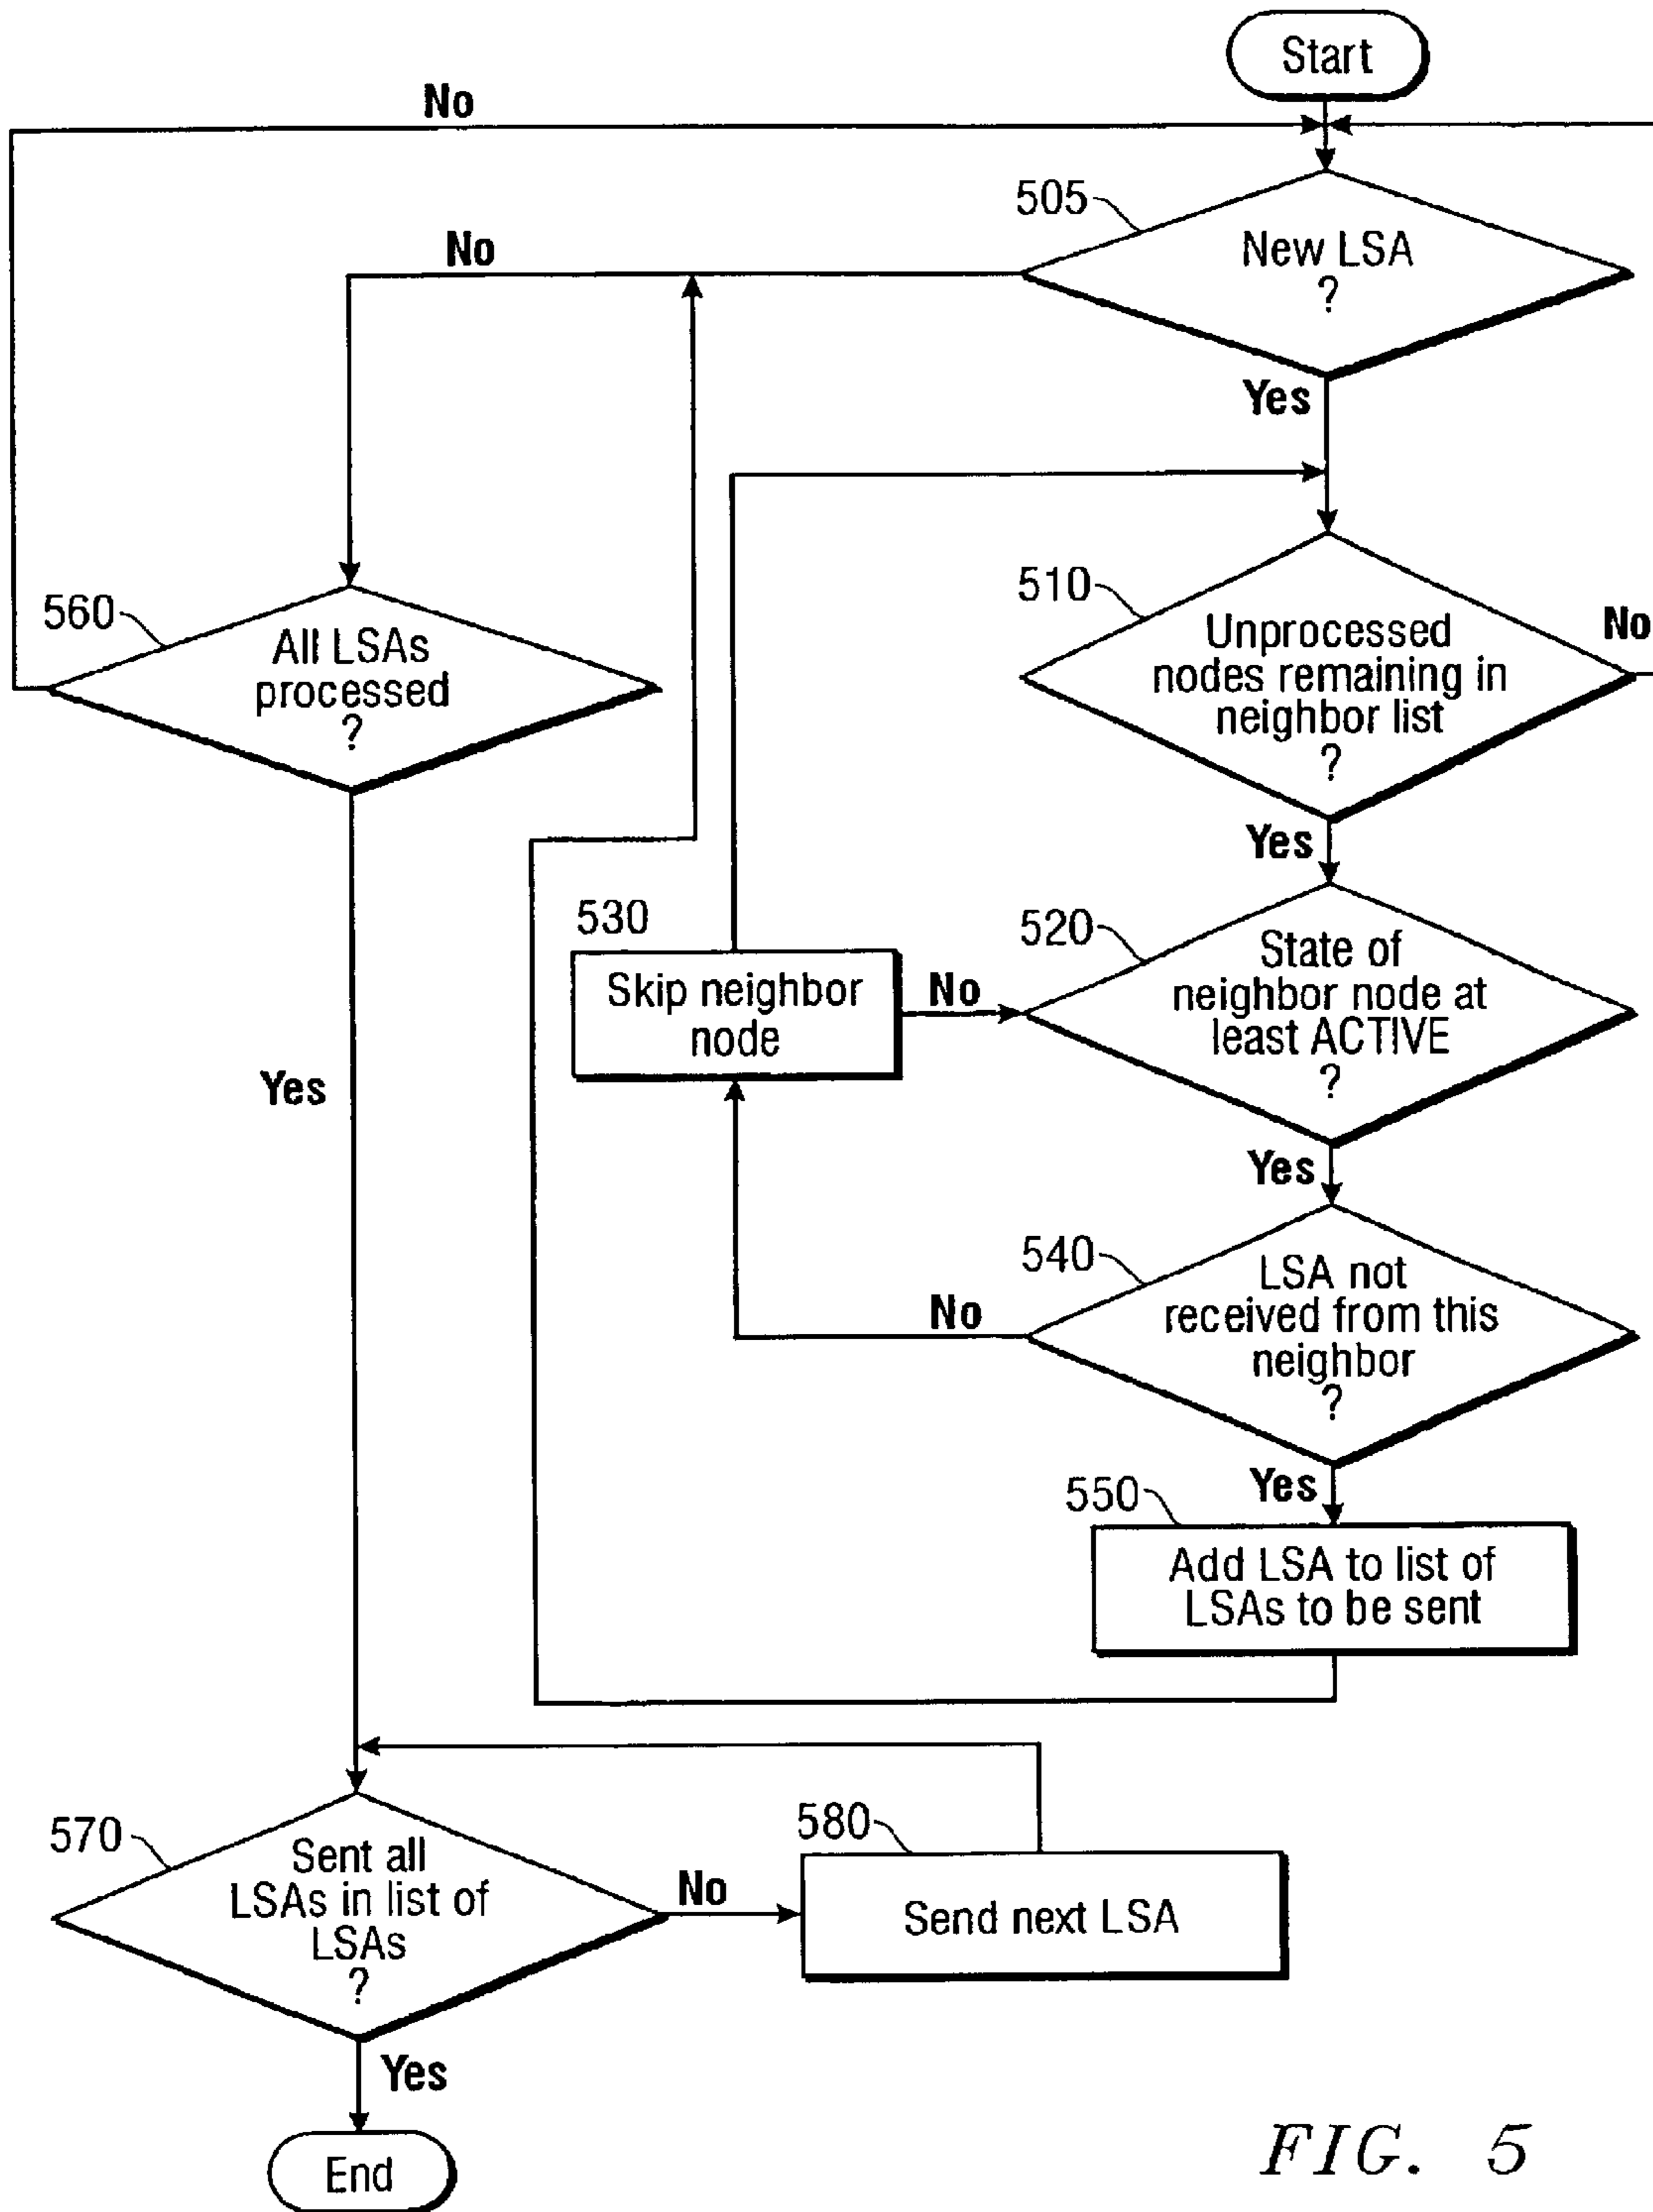 Start
No
505
New LSA
?
No
Yes
510
Unprocessed
nodes remaining in
neighbor list
?
No
560
All LSAs
processed
?
Yes
530
Skip neighbor
node
No
520
State of
neighbor node at
least ACTIVE
?
Yes
Yes
540
LSA not
received from this
neighbor
?
No
Yes
550
Add LSA to list of
LSAs to be sent
570
Sent all
LSAs in list of
LSAs
?
No
580
Send next LSA
Yes
End
FIG. 5